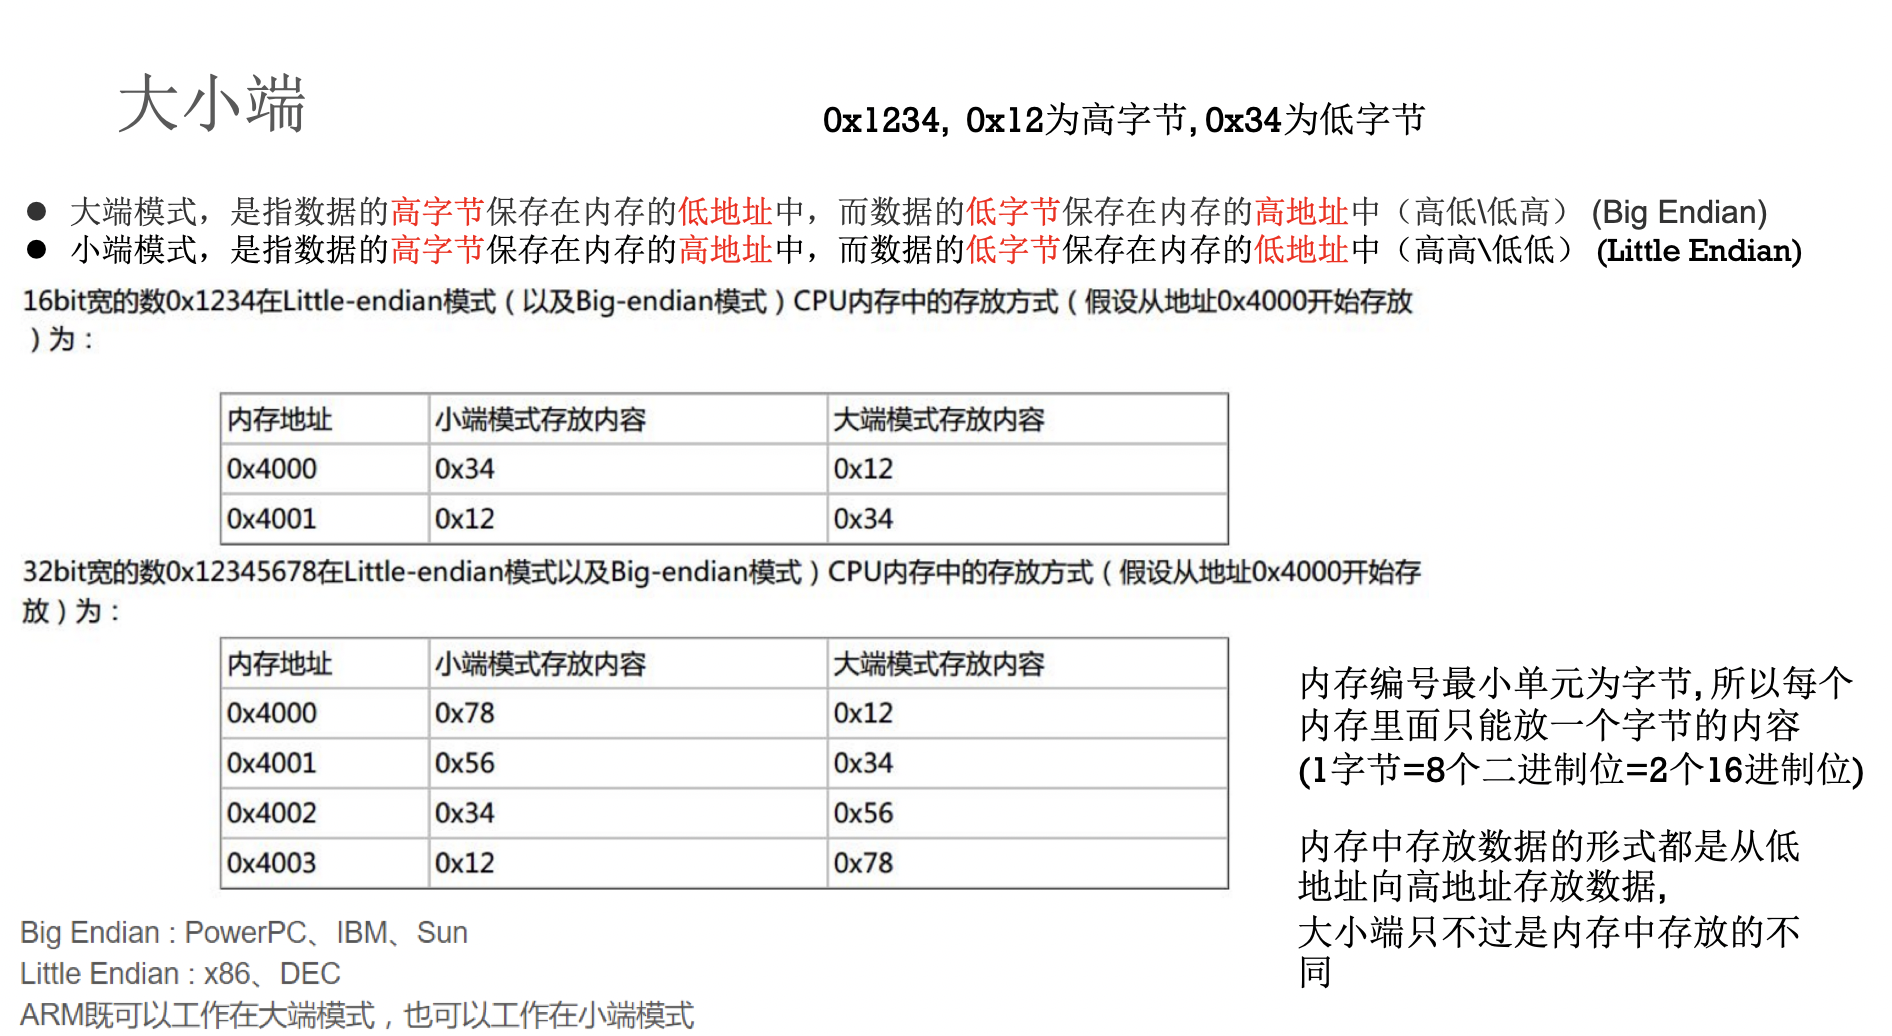 大小端
0x1234, 0x12为高字节,0x34为低字节
● 大端模式，是指数据的高字节保存在内存的低地址中，而数据的低字节保存在内存的高地址中（高低\低高） (Big Endian)
● 小端模式，是指数据的高字节保存在内存的高地址中，而数据的低字节保存在内存的低地址中（高高\低低） (Little Endian)
16bit宽的数0x1234在Little-endian模式（以及Big-endian模式）CPU内存中的存放方式（假设从地址0x4000开始存放
）为：
内存地址 小端模式存放内容 大端模式存放内容
0x4000 0x34 0x12
0x4001 0x12 0x34
32bit宽的数0x12345678在Little-endian模式以及Big-endian模式）CPU内存中的存放方式（假设从地址0x4000开始存
放）为：
内存地址 小端模式存放内容 大端模式存放内容
0x4000 0x78 0x12
0x4001 0x56 0x34
0x4002 0x34 0x56
0x4003 0x12 0x78
内存编号最小单元为字节,所以每个
内存里面只能放一个字节的内容
(1字节=8个二进制位=2个16进制位)
内存中存放数据的形式都是从低
地址向高地址存放数据,
大小端只不过是内存中存放的不
同
Big Endian : PowerPC、IBM、Sun
Little Endian : x86、DEC
ARM既可以工作在大端模式，也可以工作在小端模式